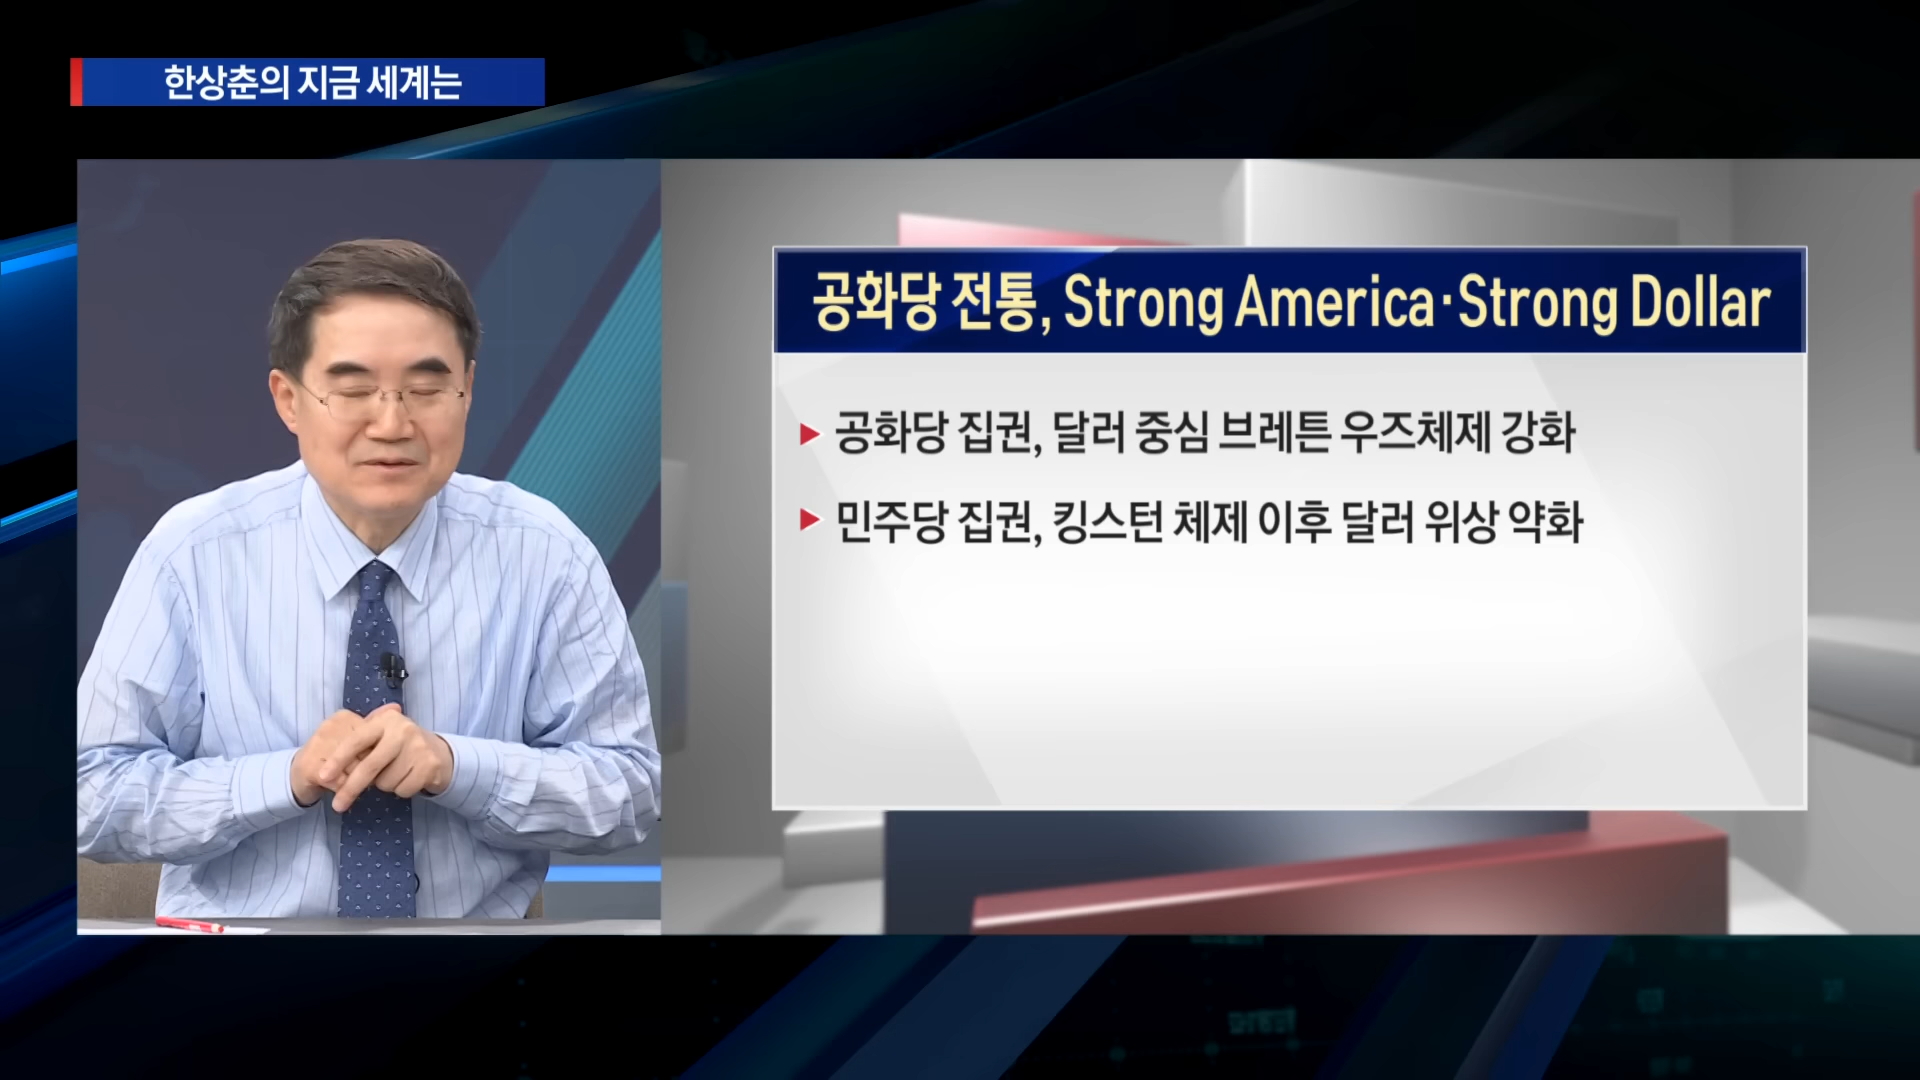 한상춘의 지금 세계는
공화당 전통, Strong America·Strong Dollar
▶ 공화당 집권, 달러 중심 브레튼 우즈체제 강화
▶ 민주당 집권, 킹스턴 체제 이후 달러 위상 약화